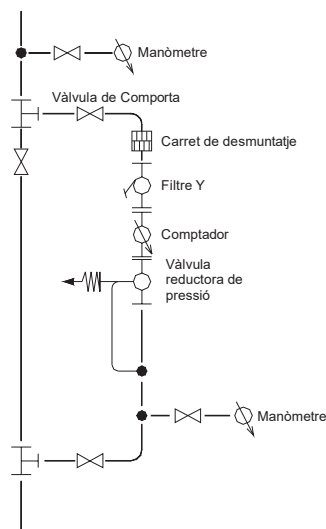 Manòmetre
Vàlvula de Comporta
Carret de desmuntatje
Filtre Y
Comptador
Vàlvula
reductora de
pressió
Manòmetre